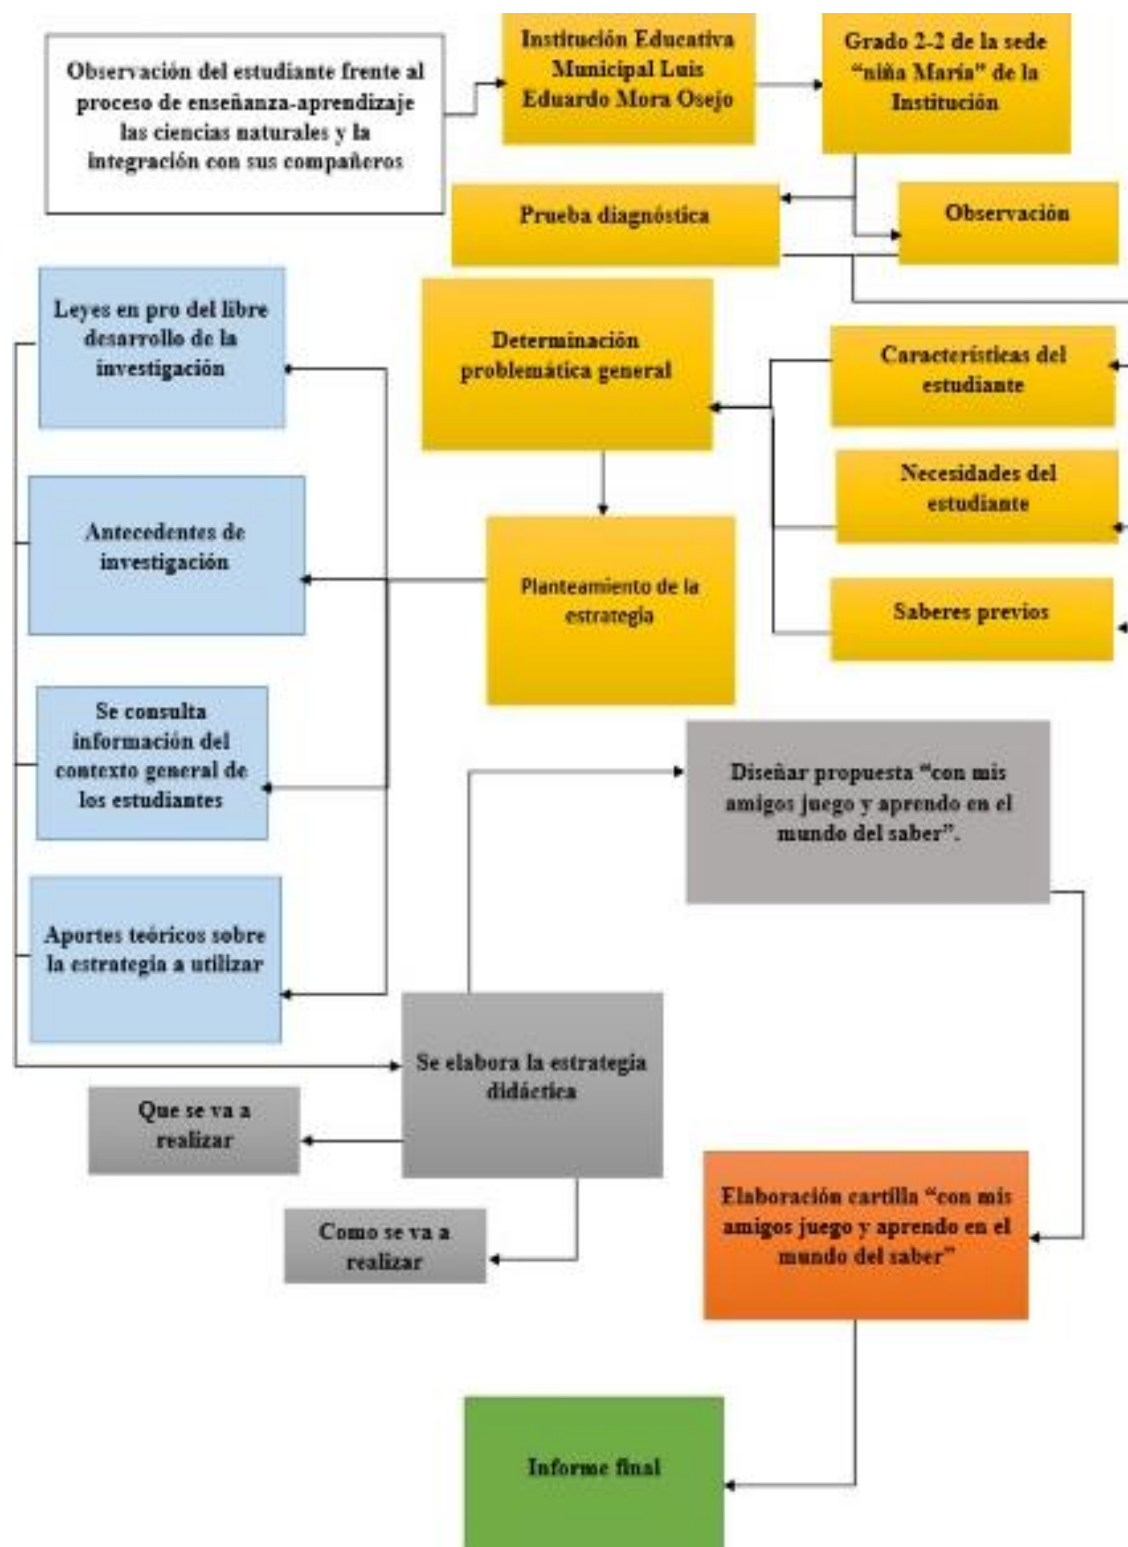 Observación del estudiante frente al
proceso de enseñanza-aprendizaje
las ciencias naturales y la
integración con sus compañeros
Institución Educativa
Municipal Luis
Eduardo Mora Osejo
Grado 2-2 de la sede
“niña María” de la
Institución
Prueba diagnóstica
Observación
Leyes en pro del libre
desarrollo de la
investigación
Determinación
problemática general
Características del
estudiante
Necesidades del
estudiante
Antecedentes de
investigación
Planteamiento de la
estrategia
Saberes previos
Se consulta
información del
contexto general de
los estudiantes
Diseñar propuesta “con mis
amigos juego y aprendo en el
mundo del saber”.
Aportes teóricos sobre
la estrategia a utilizar
Se elabora la estrategia
didáctica
Que se va a
realizar
Como se va a
realizar
Elaboración cartilla “con mis
amigos juego y aprendo en el
mundo del saber”
Informe final